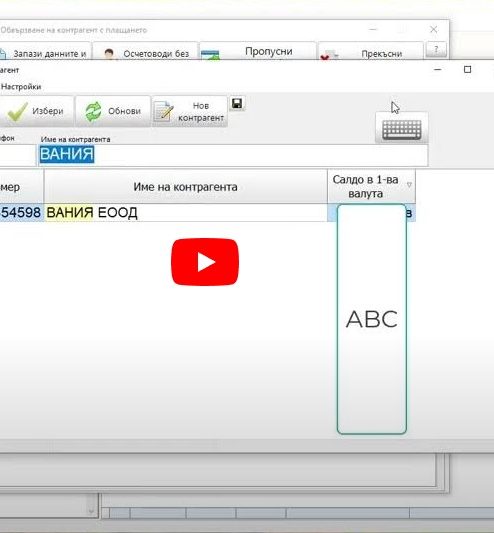 Обвързване на контрагент с плащането
Запази данните и
Осчетоводи без
Пропусни
Прекъсни
?
агент
Настройки
Избери
Обнови
Нов
контрагент
фон
Име на контрагента
ВАНИЯ
мер
Име на контрагента
Салдо в 1-ва
валута
54598 ВАНИЯ ЕООД
в
ABC